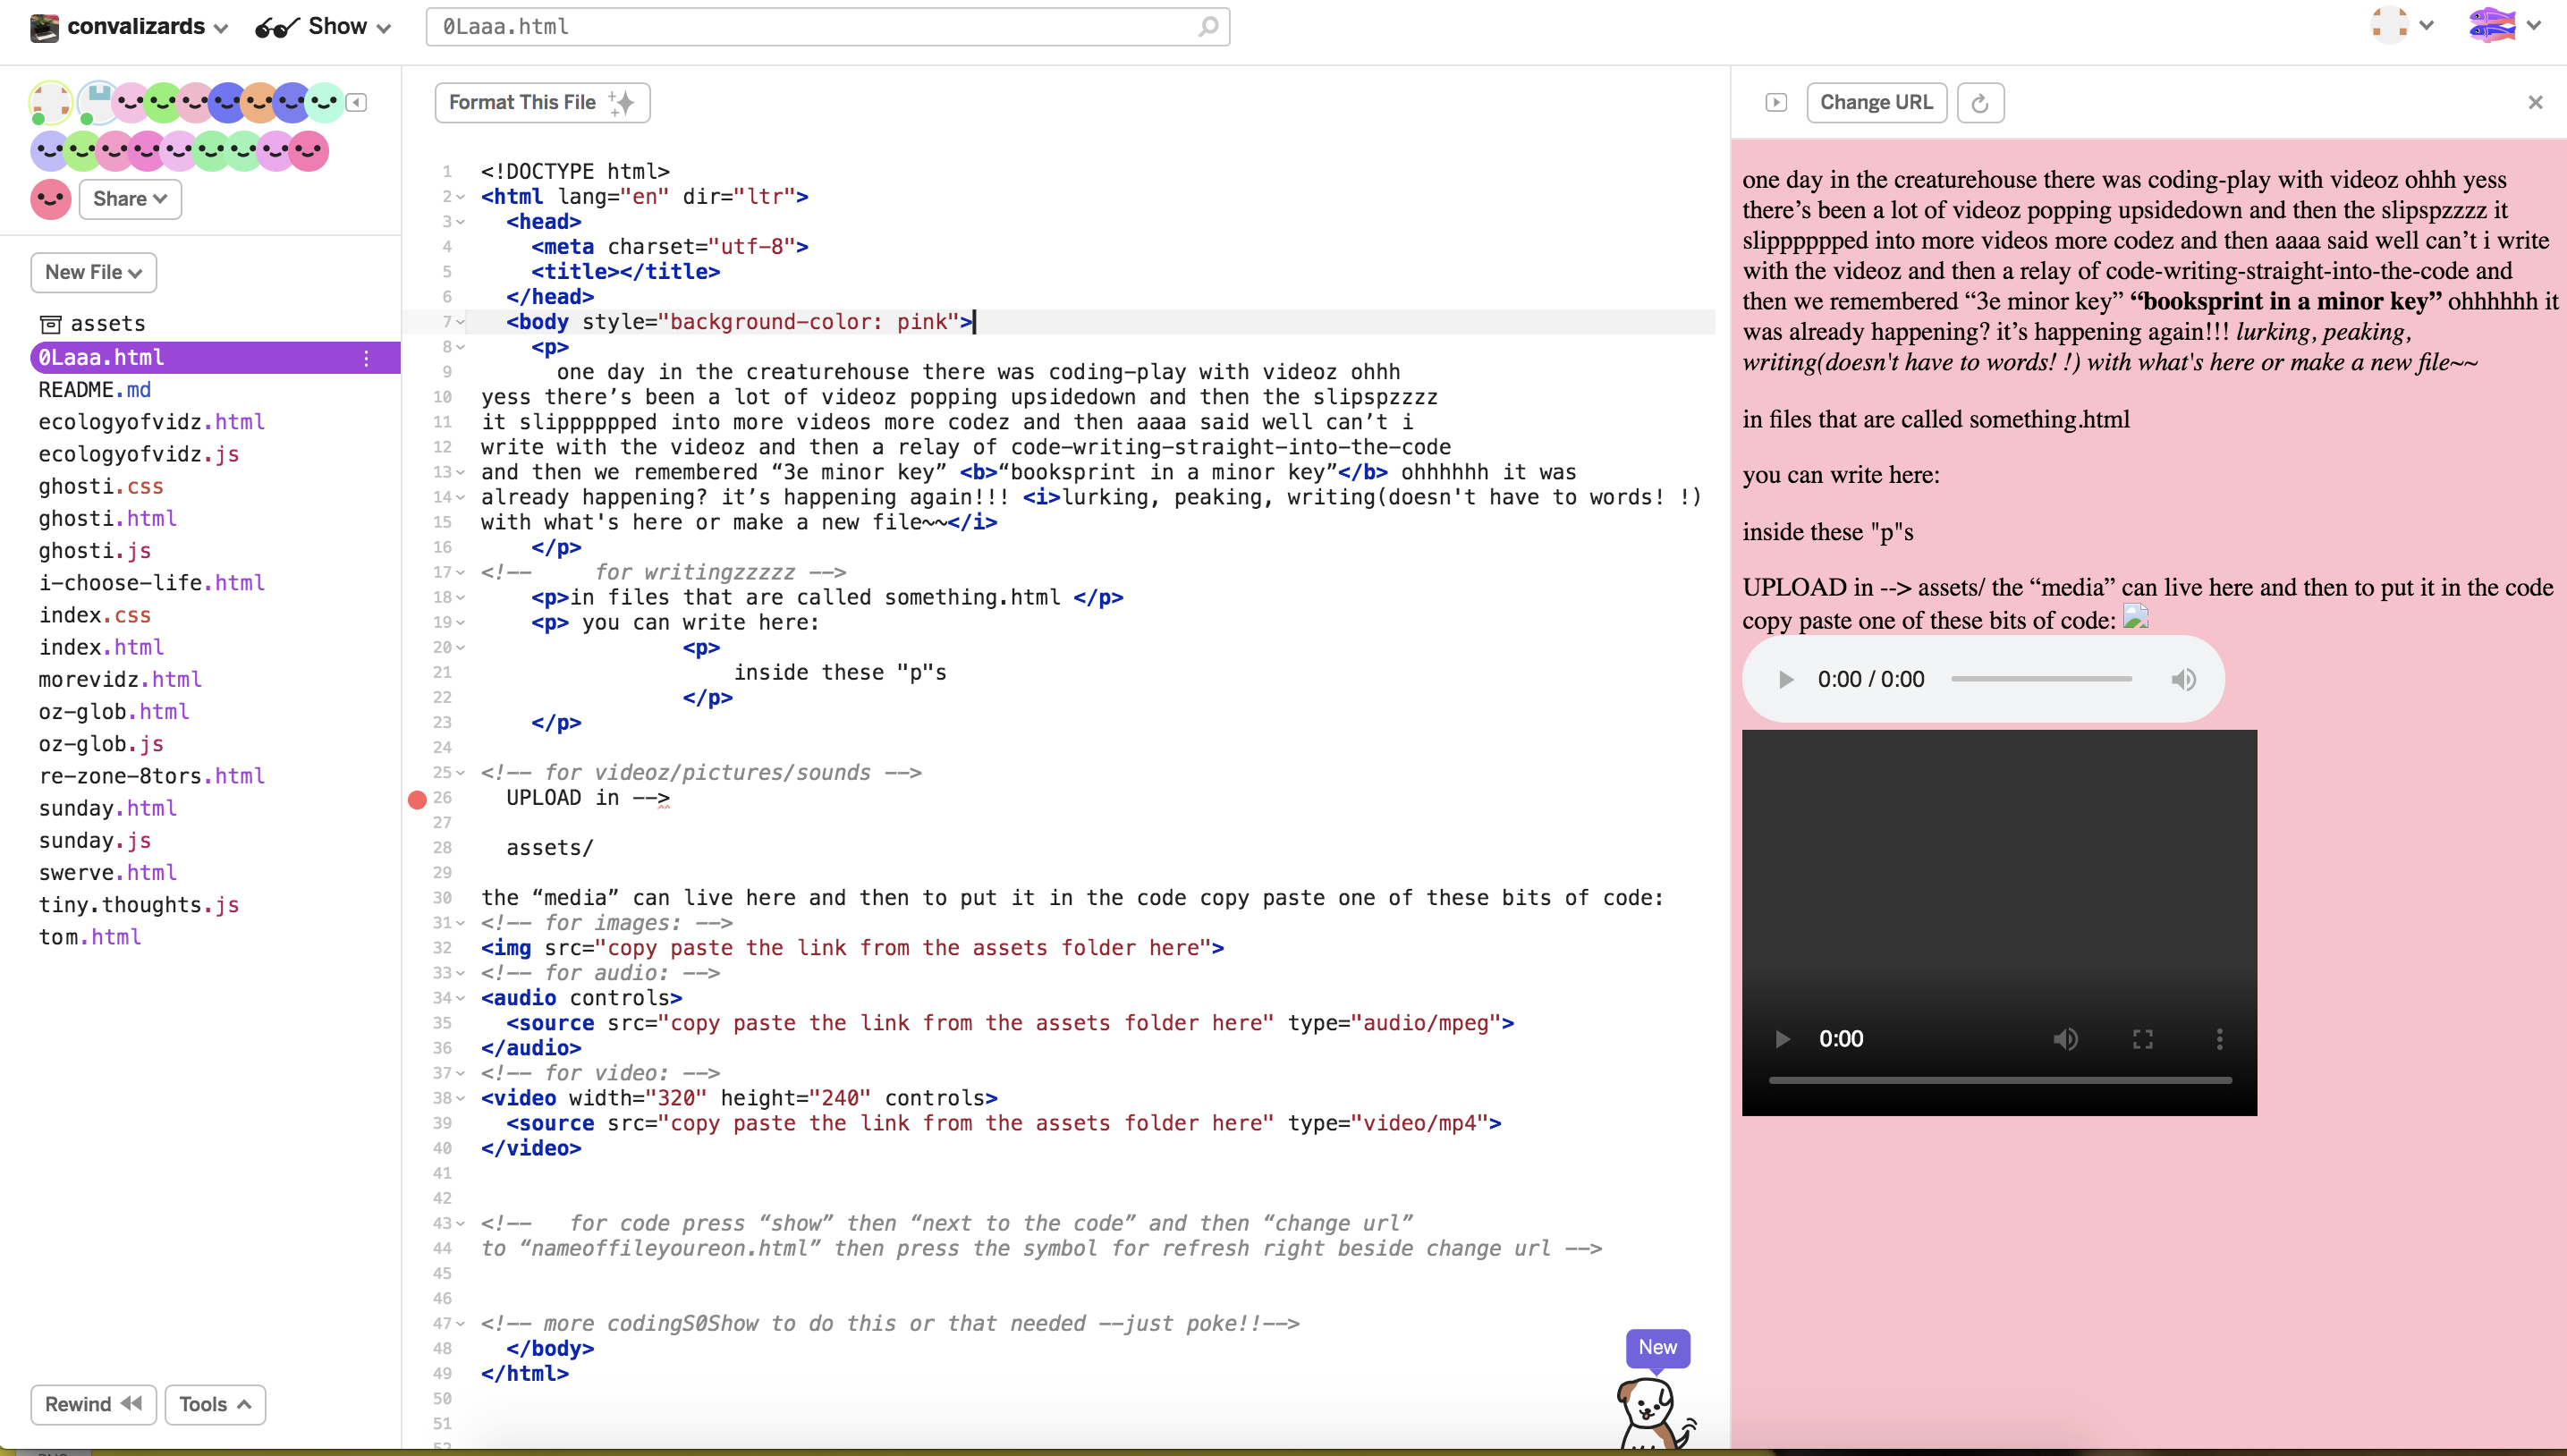 convalizards
Show
0Laaa.html
Share
New File
assets
0Laaa.html
README.md
ecologyofvidz.html
ecologyofvidz.js
ghosti.css
ghosti.html
ghosti.js
i-choose-life.html
index.css
index.html
morevidz.html
oz-glob.html
oz-glob.js
re-zone-8tors.html
sunday.html
sunday.js
swerve.html
tiny.thoughts.js
tom.html
Rewind
Tools
Format This File
1 <!DOCTYPE html>
2 <html lang="en" dir="ltr">
3 <head>
4 <meta charset="utf-8">
5 <title></title>
6 </head>
7 <body style="background-color: pink">
8 <p>
9 one day in the creaturehouse there was coding-play with videoz ohhh
10 yess there’s been a lot of videoz popping upsidedown and then the slipspzzzz
11 it slipppppped into more videos more codez and then aaaa said well can’t i
12 write with the videoz and then a relay of code-writing-straight-into-the-code
13 and then we remembered “3e minor key” <b>“booksprint in a minor key”</b> ohhhhhh it was
14 already happening? it’s happening again!!! <i>lurking, peaking, writing(doesn't have to words! !)
15 with what's here or make a new file~~</i>
16 </p>
17 <!-- for writingzzzzz -->
18 <p>in files that are called something.html </p>
19 <p> you can write here:
20 <p>
21 inside these "p"s
22 </p>
23 </p>
24
25 <!-- for videoz/pictures/sounds -->
26 UPLOAD in -->
27
28 assets/
29
30 the “media” can live here and then to put it in the code copy paste one of these bits of code:
31 <!-- for images: -->
32 <img src="copy paste the link from the assets folder here">
33 <!-- for audio: -->
34 <audio controls>
35 <source src="copy paste the link from the assets folder here" type="audio/mpeg">
36 </audio>
37 <!-- for video: -->
38 <video width="320" height="240" controls>
39 <source src="copy paste the link from the assets folder here" type="video/mp4">
40 </video>
41
42
43 <!-- for code press “show” then “next to the code” and then “change url”
44 to “nameoffileyoureon.html” then press the symbol for refresh right beside change url -->
45
46
47 <!-- more codingS0Show to do this or that needed --just poke!!-->
48 </body>
49 </html>
50
51
52
New
Change URL
one day in the creaturehouse there was coding-play with videoz ohhh yess
there’s been a lot of videoz popping upsidedown and then the slipspzzzz it
slipppppped into more videos more codez and then aaaa said well can’t i write
with the videoz and then a relay of code-writing-straight-into-the-code and
then we remembered “3e minor key” “booksprint in a minor key” ohhhhhh it
was already happening? it’s happening again!!! lurking, peaking,
writing(doesn't have to words! !) with what's here or make a new file~~
in files that are called something.html
you can write here:
inside these "p"s
UPLOAD in --> assets/ the “media” can live here and then to put it in the code
copy paste one of these bits of code:
0:00 / 0:00
0:00